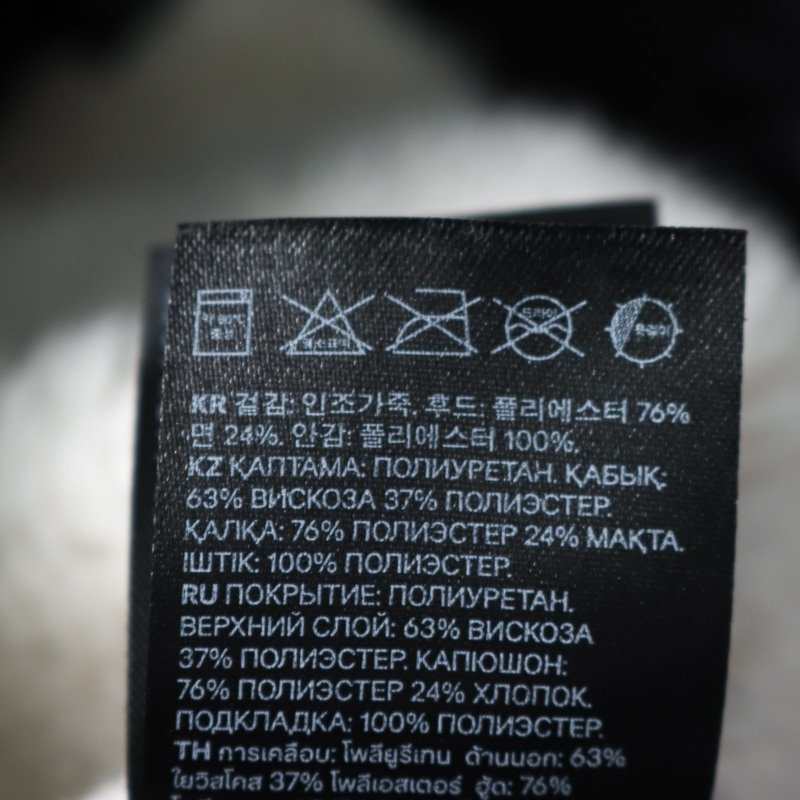 드라이
KR 겉감: 인조가죽. 후드: 폴리에스터 76%
면 24%. 안감: 폴리에스터 100%.
KZ ҚАПТАМА: ПОЛИУРЕТАН. ҚАБЫҚ:
63% ВИСКОЗА 37% ПОЛИЭСТЕР.
ҚАЛҚА: 76% ПОЛИЭСТЕР 24% МАҚТА.
ІШТІК: 100% ПОЛИЭСТЕР.
RU ПОКРЫТИЕ: ПОЛИУРЕТАН.
ВЕРХНИЙ СЛОЙ: 63% ВИСКОЗА
37% ПОЛИЭСТЕР. КАПЮШОН:
76% ПОЛИЭСТЕР 24% ХЛОПОК.
ПОДКЛАДКА: 100% ПОЛИЭСТЕР.
TH การเคลือบ: โพลียูรีเทน ด้านนอก: 63%
ใยวิสโคส 37% โพลีเอสเตอร์ ฮู้ด: 76%